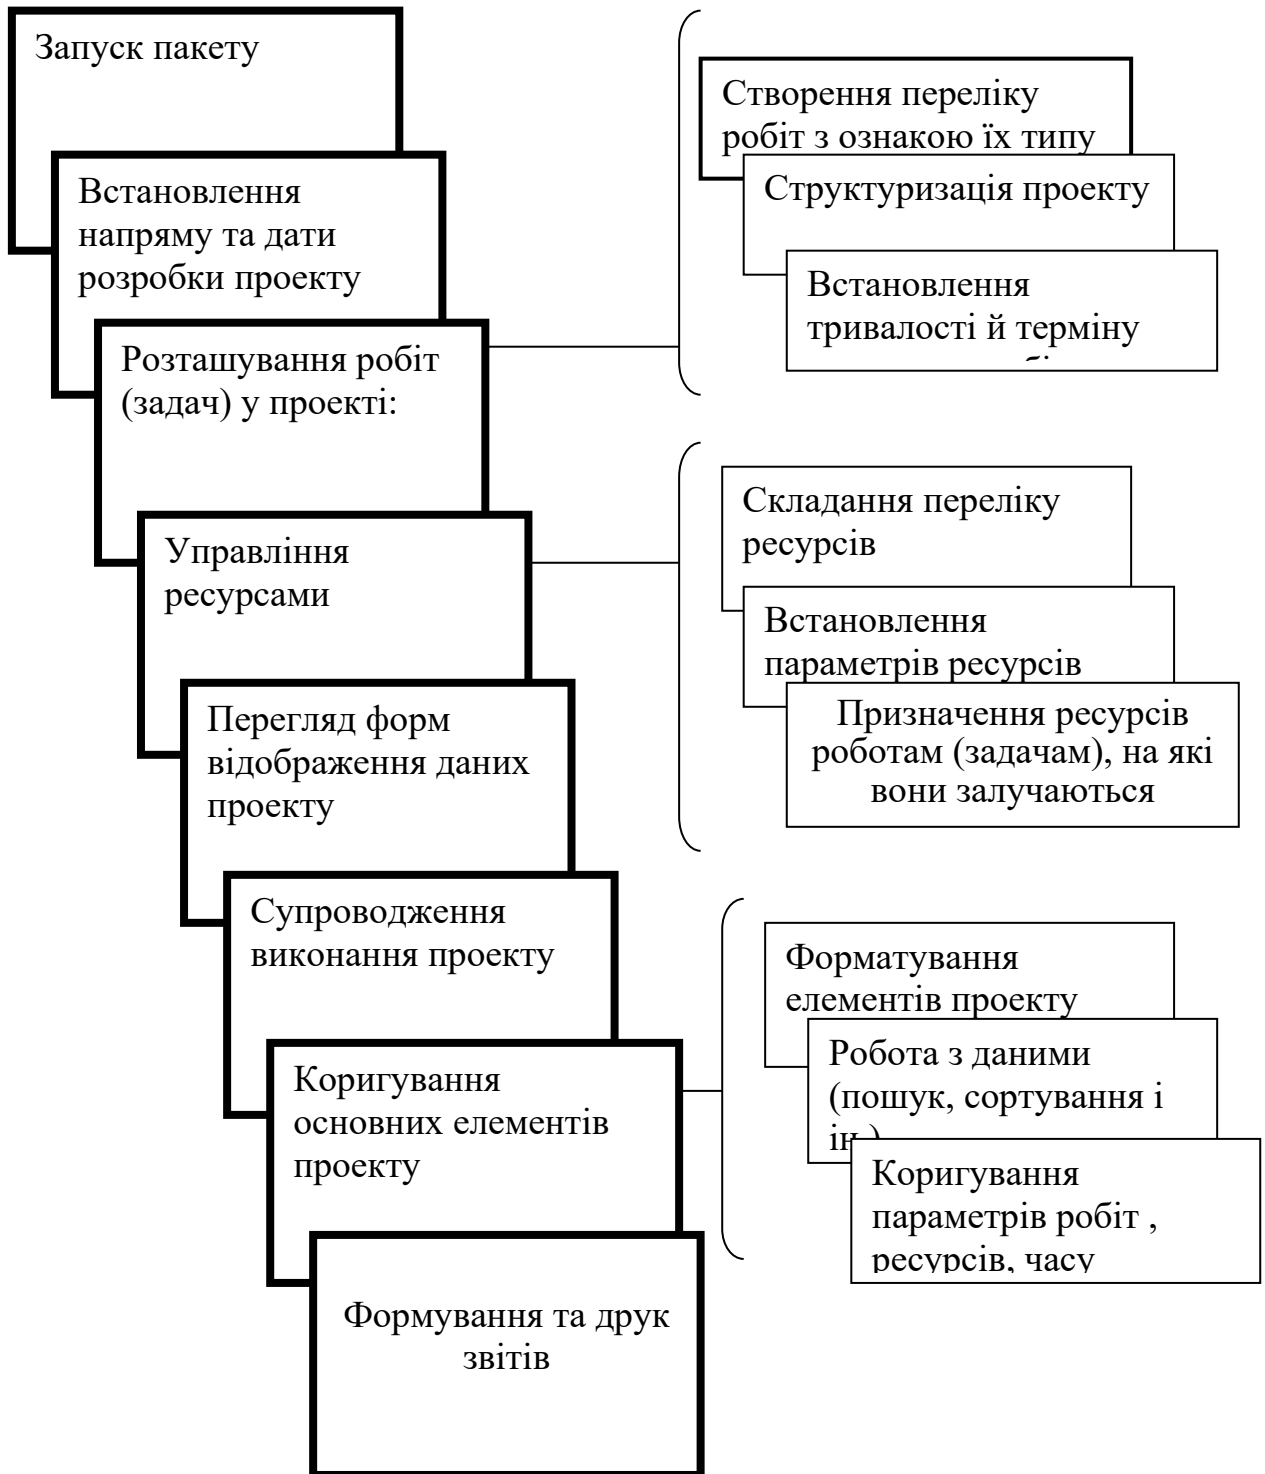 Запуск пакету
Встановлення
напряму та дати
розробки проекту
Розташування робіт
(задач) у проекті:
Управління
ресурсами
Перегляд форм
відображення даних
проекту
Супроводження
виконання проекту
Коригування
основних елементів
проекту
Формування та друк
звітів
Створення переліку
робіт з ознакою їх типу
Структуризація проекту
Встановлення
тривалості й терміну
Складання переліку
ресурсів
Встановлення
параметрів ресурсів
Призначення ресурсів
роботам (задачам), на які
вони залучаються
Форматування
елементів проекту
Робота з даними
(пошук, сортування і
ін.)
Коригування
параметрів робіт ,
ресурсів, часу